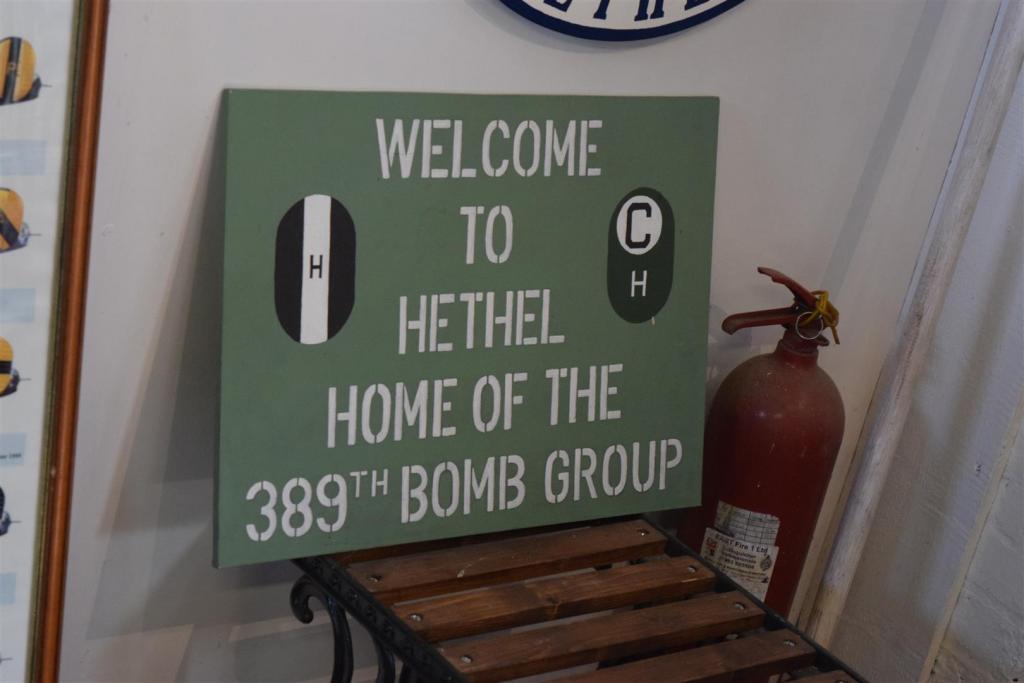 WELCOME
TO
HETHEL
HOME OF THE
389TH BOMB GROUP
H
C
H